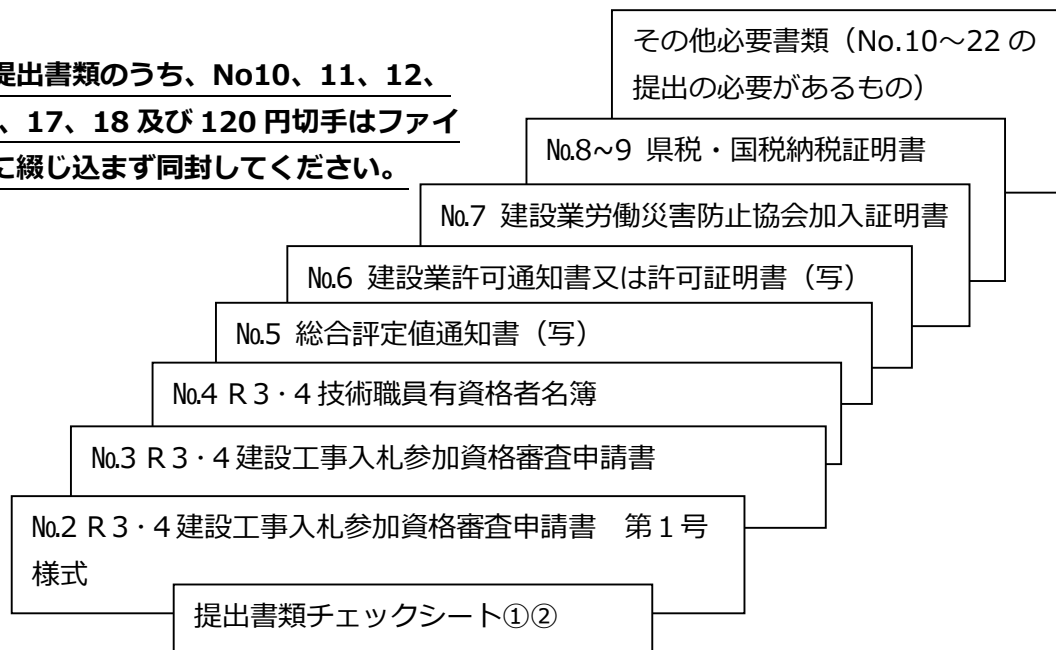 その他必要書類（No.10～22 の
提出の必要があるもの）
提出書類のうち、No10、11、12、
、17、18 及び 120 円切手はファイ
に綴じ込まず同封してください。
№8~9 県税・国税納税証明書
№7 建設業労働災害防止協会加入証明書
№6 建設業許可通知書又は許可証明書（写）
№5 総合評定値通知書（写）
№4 R３･４技術職員有資格者名簿
№3 R３･４建設工事入札参加資格審査申請書
№2 R３･４建設工事入札参加資格審査申請書　第１号
様式
提出書類チェックシート①②